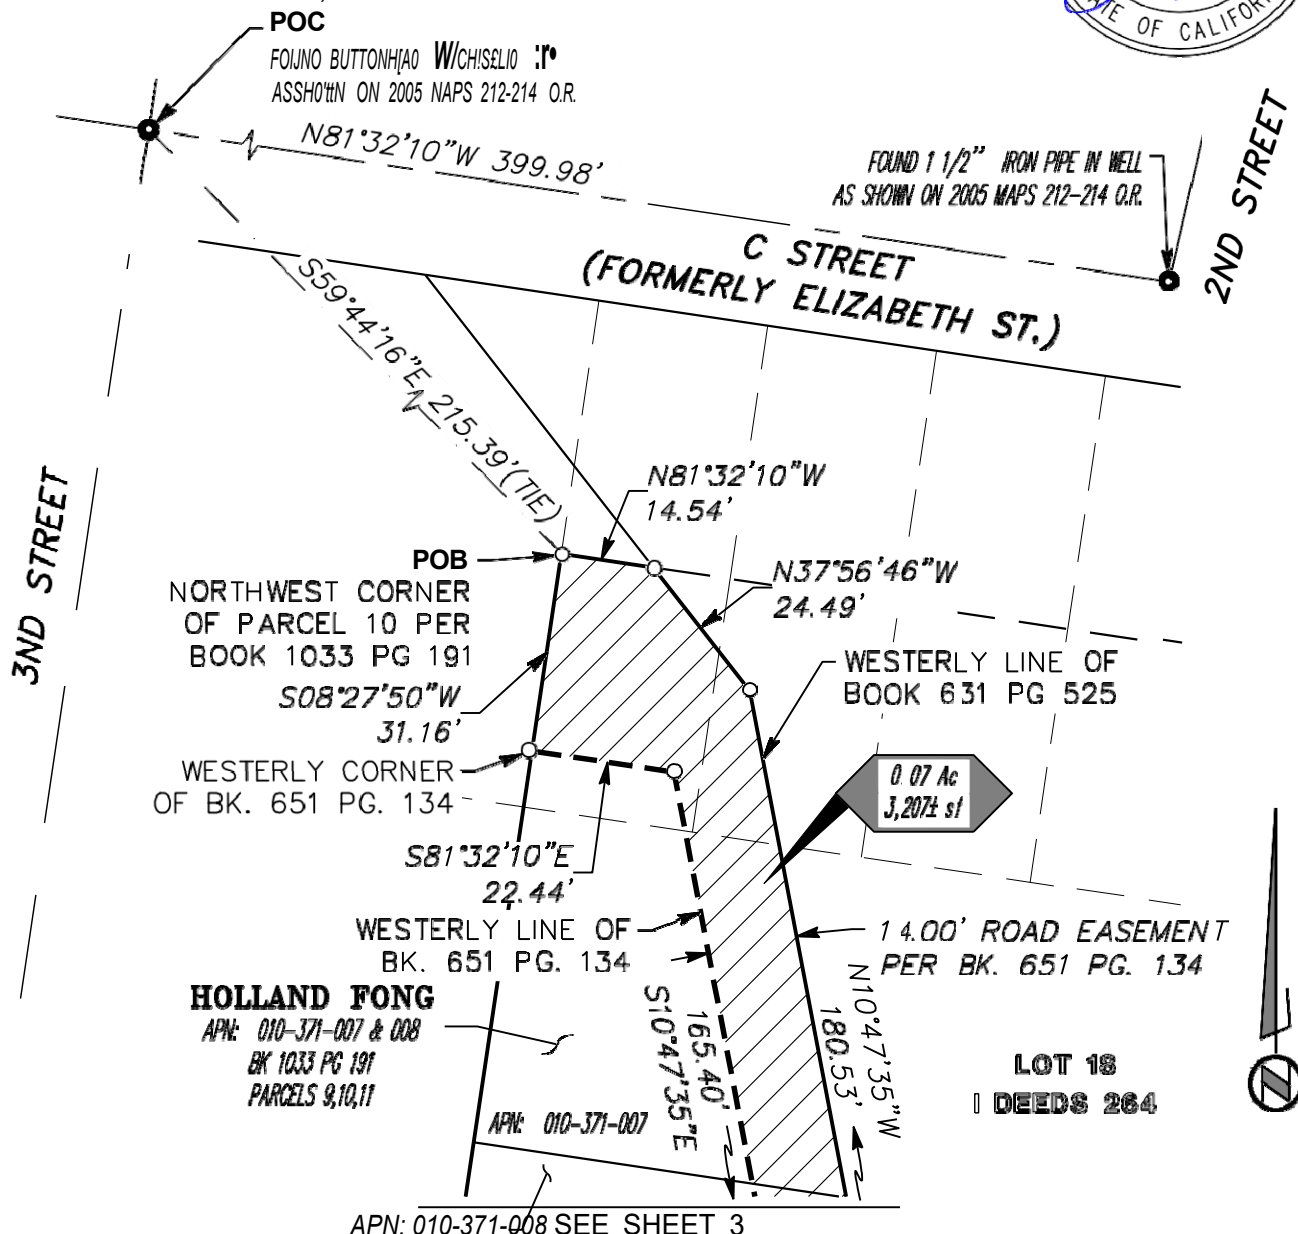 POC
FOIJNO BUTTONH[A0 W/CH!S£LI0 :r•
ASSH0'ttN ON 2005 NAPS 212-214 O.R.
OF CALIFOR
N81°32'10"W 399.98'
FOUND 1 1/2" IRON PIPE IN WELL
AS SHOWN ON 2005 MAPS 212-214 O.R.
2ND STREET
C STREET
(FORMERLY ELIZABETH ST.)
S59°44'16"E 215.39'(TIE)
3ND STREET
N81°32'10"W
14.54'
POB
NORTHWEST CORNER
OF PARCEL 10 PER
BOOK 1033 PG 191
N37°56'46"W
24.49'
S08°27'50"W
31.16'
WESTERLY LINE OF
BOOK 631 PG 525
WESTERLY CORNER
OF BK. 651 PG. 134
0.07 Ac
3,207± sf
S81°32'10"E
22.44'
WESTERLY LINE OF
BK. 651 PG. 134
14.00' ROAD EASEMENT
PER BK. 651 PG. 134
HOLLAND FONG
APN: 010-371-007 & 008
BK 1033 PG 191
PARCELS 9,10,11
S10°47'35"E
165.40'
N10°47'35"W
180.53'
LOT 18
I DEEDS 264
APN: 010-371-007
APN: 010-371-008 SEE SHEET 3